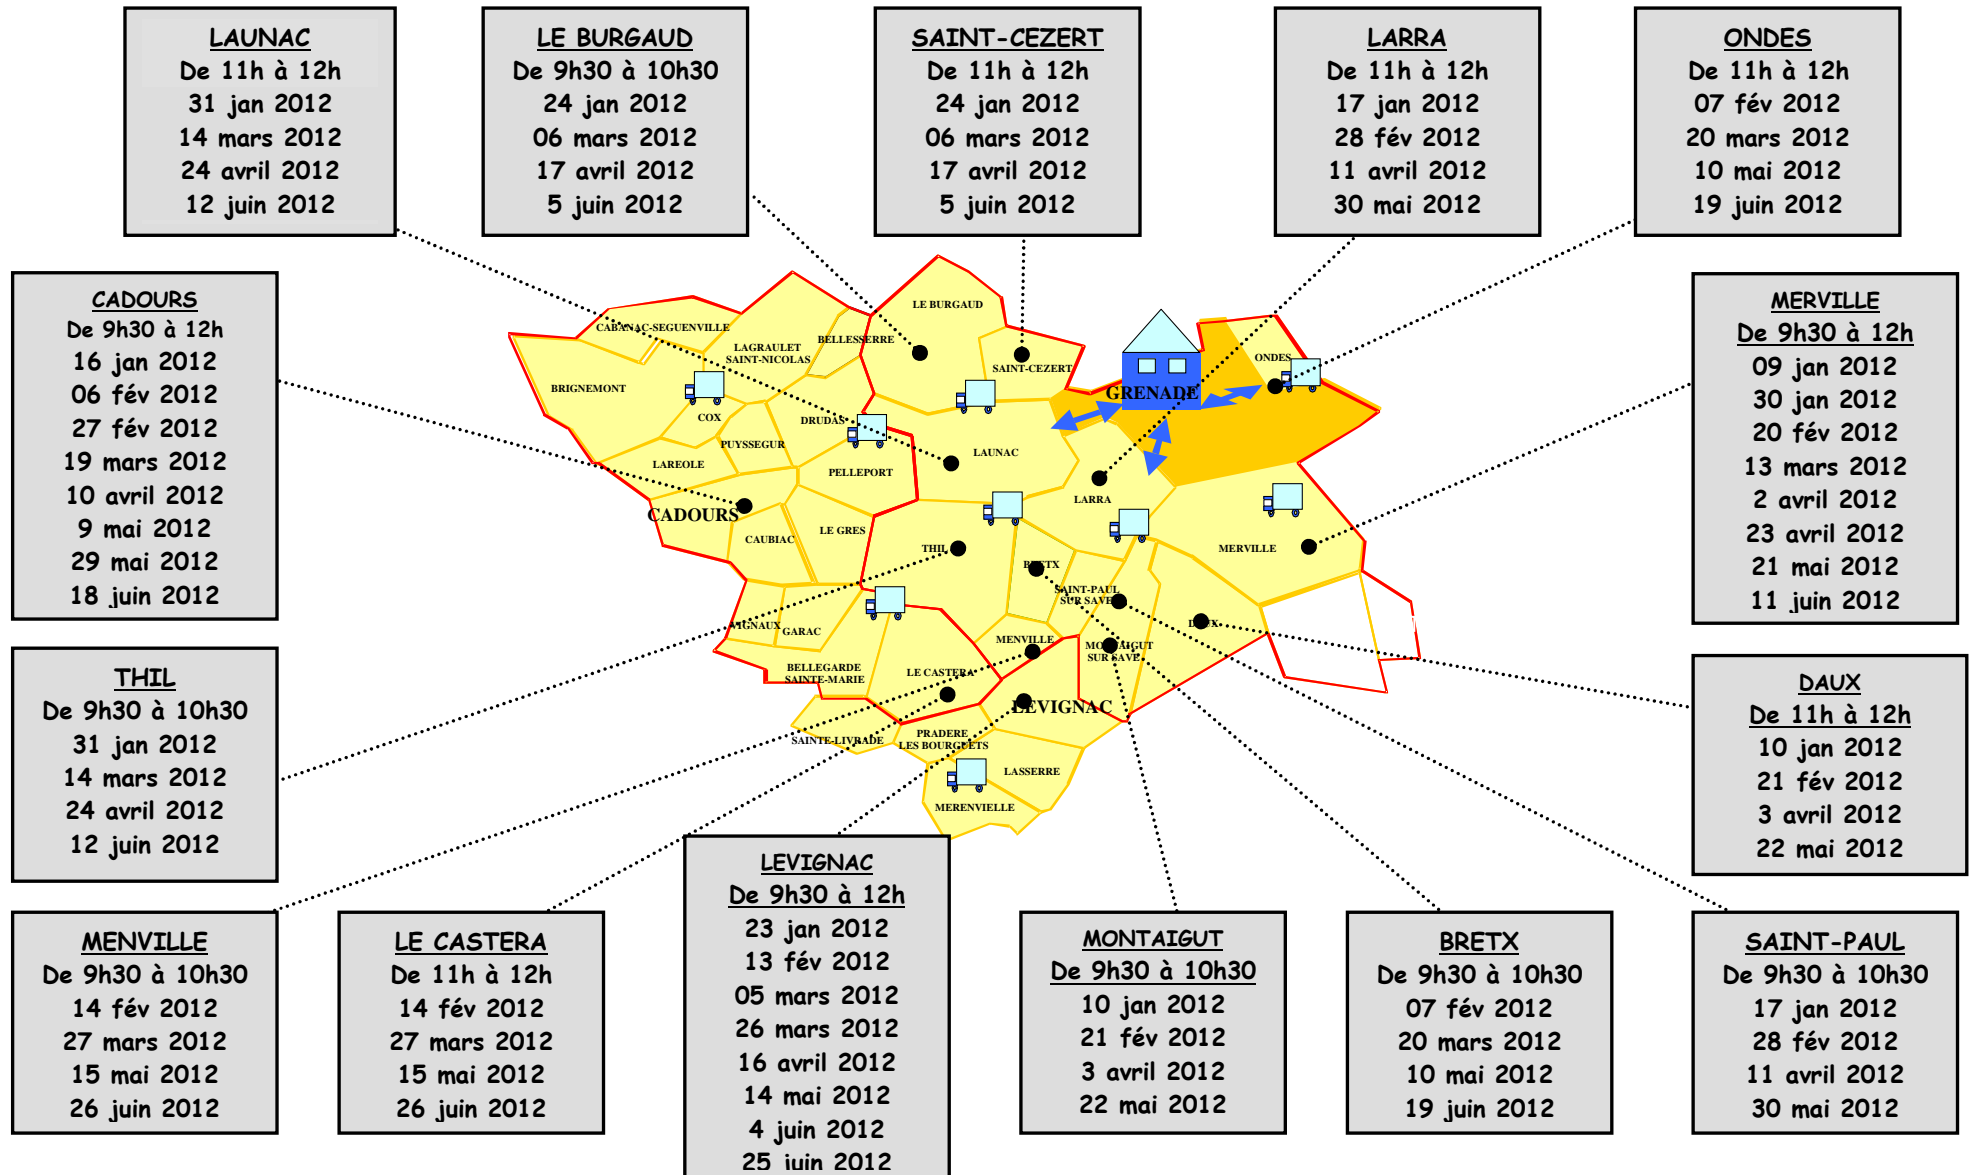 LAUNAC
De 11h à 12h
31 jan 2012
14 mars 2012
24 avril 2012
12 juin 2012
LE BURGAUD
De 9h30 à 10h30
24 jan 2012
06 mars 2012
17 avril 2012
5 juin 2012
SAINT-CEZERT
De 11h à 12h
24 jan 2012
06 mars 2012
17 avril 2012
5 juin 2012
LARRA
De 11h à 12h
17 jan 2012
28 fév 2012
11 avril 2012
30 mai 2012
ONDES
De 11h à 12h
07 fév 2012
20 mars 2012
10 mai 2012
19 juin 2012
CADOURS
De 9h30 à 12h
16 jan 2012
06 fév 2012
27 fév 2012
19 mars 2012
10 avril 2012
9 mai 2012
29 mai 2012
18 juin 2012
LE BURGAUD
CABANAC-SEGUENVILLE
BELLESSERRE
LAGRAULET
SAINT-NICOLAS
SAINT-CEZERT
ONDES
BRIGNEMONT
GRENADE
COX
DRUDAS
PUYSSEGUR
LAUNAC
LAREOLE
PELLEPORT
LARRA
CADOURS
LE GRES
CAUBIAC
THIL
MERVILLE
BRETX
SAINT-PAUL
SUR SAVE
VIGNAUX
GARAC
DAUX
MENVILLE
MONTAIGUT
SUR SAVE
BELLEGARDE
SAINTE-MARIE
LE CASTERA
LEVIGNAC
SAINTE-LIVRADE
PRADERE
LES BOURGUETS
LASSERRE
MERENVIELLE
MERVILLE
De 9h30 à 12h
09 jan 2012
30 jan 2012
20 fév 2012
13 mars 2012
2 avril 2012
23 avril 2012
21 mai 2012
11 juin 2012
THIL
De 9h30 à 10h30
31 jan 2012
14 mars 2012
24 avril 2012
12 juin 2012
DAUX
De 11h à 12h
10 jan 2012
21 fév 2012
3 avril 2012
22 mai 2012
MENVILLE
De 9h30 à 10h30
14 fév 2012
27 mars 2012
15 mai 2012
26 juin 2012
LE CASTERA
De 11h à 12h
14 fév 2012
27 mars 2012
15 mai 2012
26 juin 2012
LEVIGNAC
De 9h30 à 12h
23 jan 2012
13 fév 2012
05 mars 2012
26 mars 2012
16 avril 2012
14 mai 2012
4 juin 2012
25 juin 2012
MONTAIGUT
De 9h30 à 10h30
10 jan 2012
21 fév 2012
3 avril 2012
22 mai 2012
BRETX
De 9h30 à 10h30
07 fév 2012
20 mars 2012
10 mai 2012
19 juin 2012
SAINT-PAUL
De 9h30 à 10h30
17 jan 2012
28 fév 2012
11 avril 2012
30 mai 2012